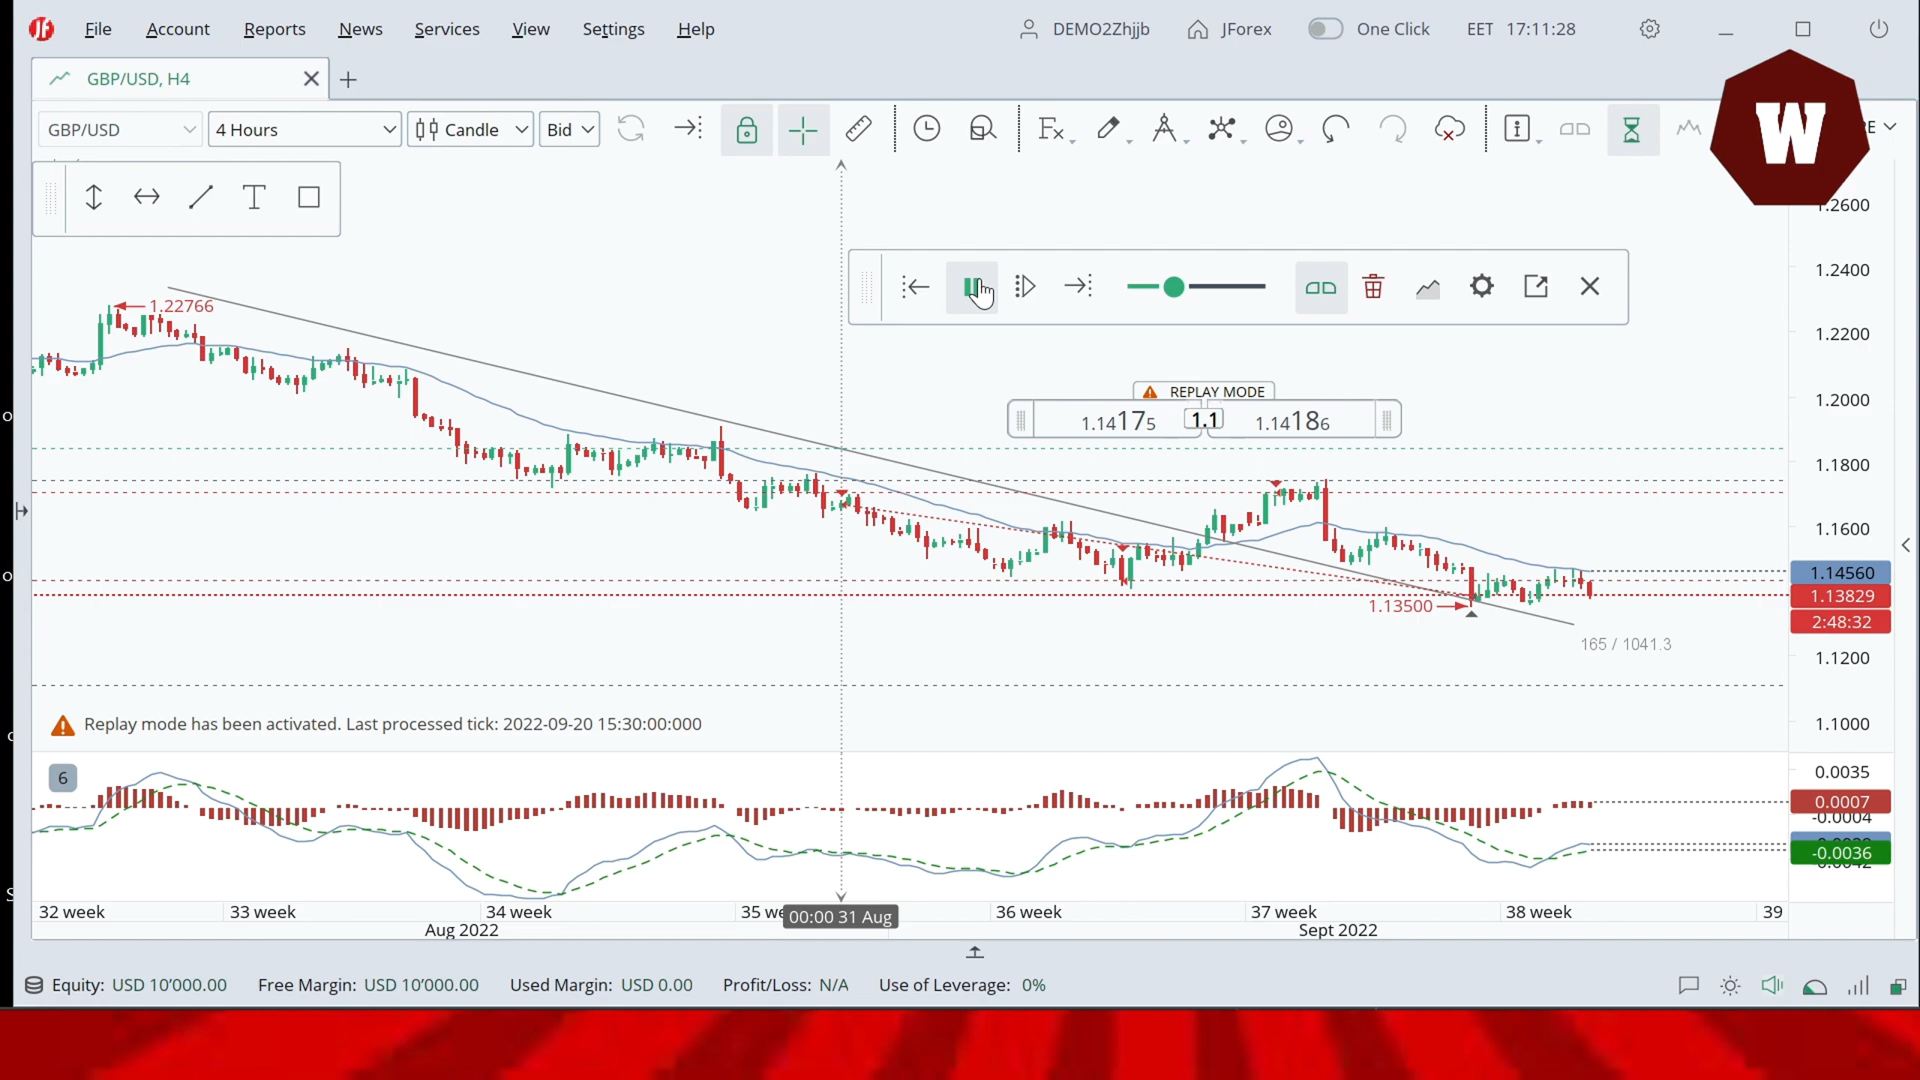 File Account Reports News Services View Settings Help DEMO2Zhjjb JForex One Click EET 17:11:28
GBP/USD, H4
GBP/USD 4 Hours Candle Bid
W
1.2600
1.2400
1.22766
1.2200
REPLAY MODE
1.2000
1.14175 1.1 1.14186
1.1800
1.1600
1.14560
1.13829
1.13500
2:48:32
165 / 1041.3
1.1200
Replay mode has been activated. Last processed tick: 2022-09-20 15:30:00:000
1.1000
6
0.0035
0.0007
-0.0004
-0.0036
32 week 33 week 34 week 35 we 00:00 31 Aug 36 week 37 week 38 week 39
Aug 2022 Sept 2022
Equity: USD 10'000.00 Free Margin: USD 10'000.00 Used Margin: USD 0.00 Profit/Loss: N/A Use of Leverage: 0%